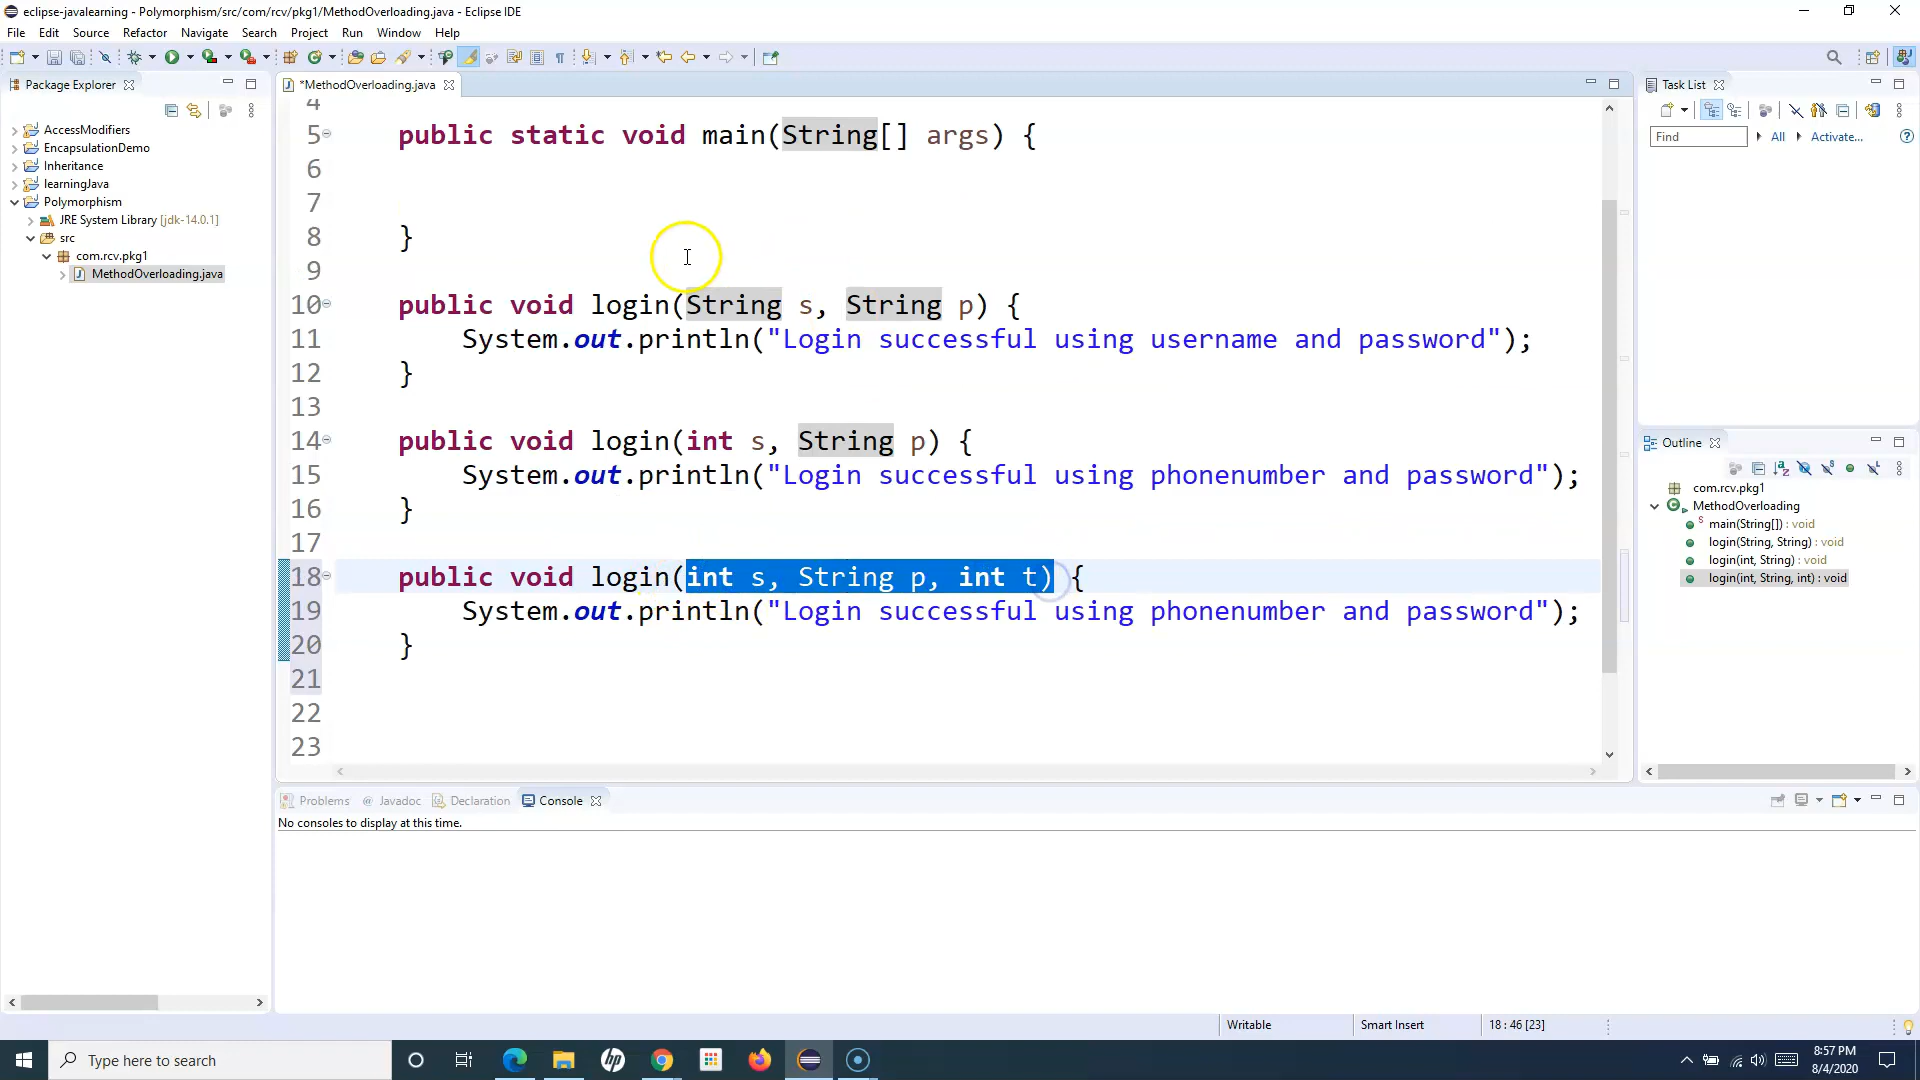 eclipse-javalearning - Polymorphism/src/com/rcv/pkg1/MethodOverloading.java - Eclipse IDE
File Edit Source Refactor Navigate Search Project Run Window Help
Package Explorer
*MethodOverloading.java
Task List
AccessModifiers
EncapsulationDemo
Inheritance
learningJava
Polymorphism
JRE System Library [jdk-14.0.1]
src
com.rcv.pkg1
MethodOverloading.java
4
5 public static void main(String[] args) {
6
7
8 }
9
10 public void login(String s, String p) {
11 System.out.println("Login successful using username and password");
12 }
13
14 public void login(int s, String p) {
15 System.out.println("Login successful using phonenumber and password");
16 }
17
18 public void login(int s, String p, int t) {
19 System.out.println("Login successful using phonenumber and password");
20 }
21
22
23
Find All Activate...
Outline
com.rcv.pkg1
MethodOverloading
main(String[]) : void
login(String, String) : void
login(int, String) : void
login(int, String, int) : void
Problems Javadoc Declaration Console
No consoles to display at this time.
Writable Smart Insert 18 : 46 [23]
Type here to search
8:57 PM
8/4/2020